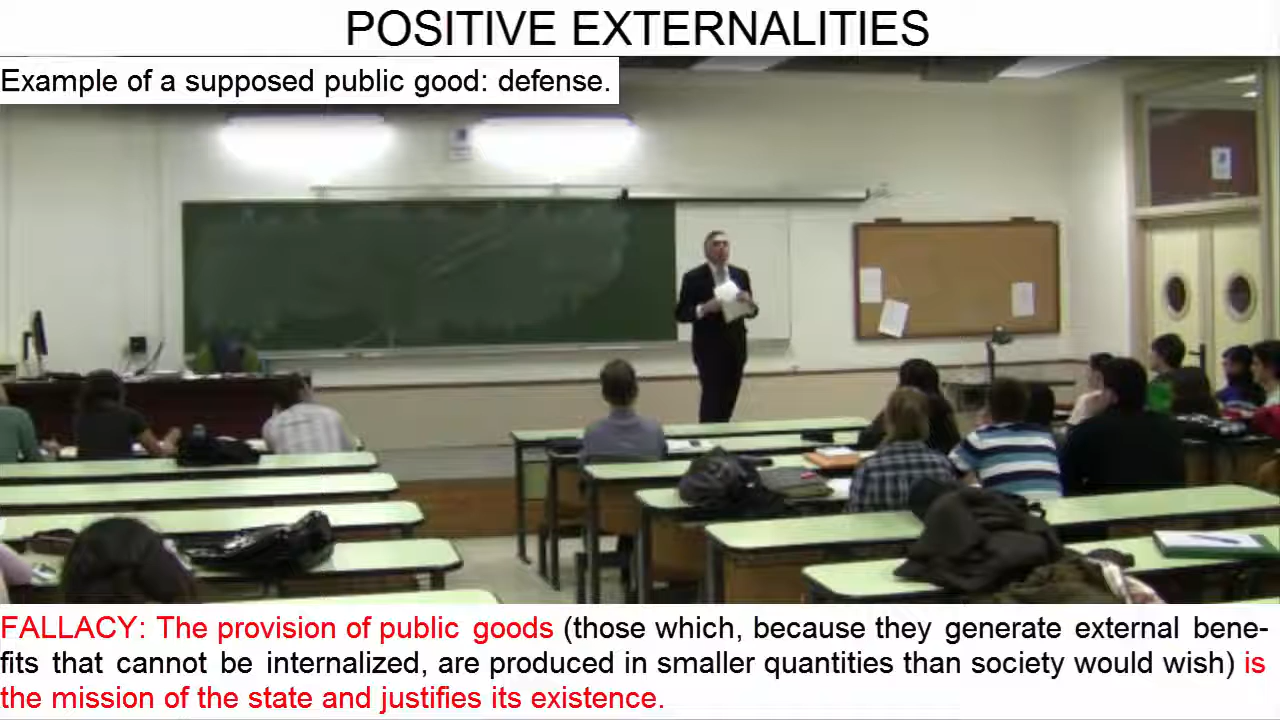 POSITIVE EXTERNALITIES
Example of a supposed public good: defense.
FALLACY: The provision of public goods (those which, because they generate external bene-
fits that cannot be internalized, are produced in smaller quantities than society would wish) is
the mission of the state and justifies its existence.